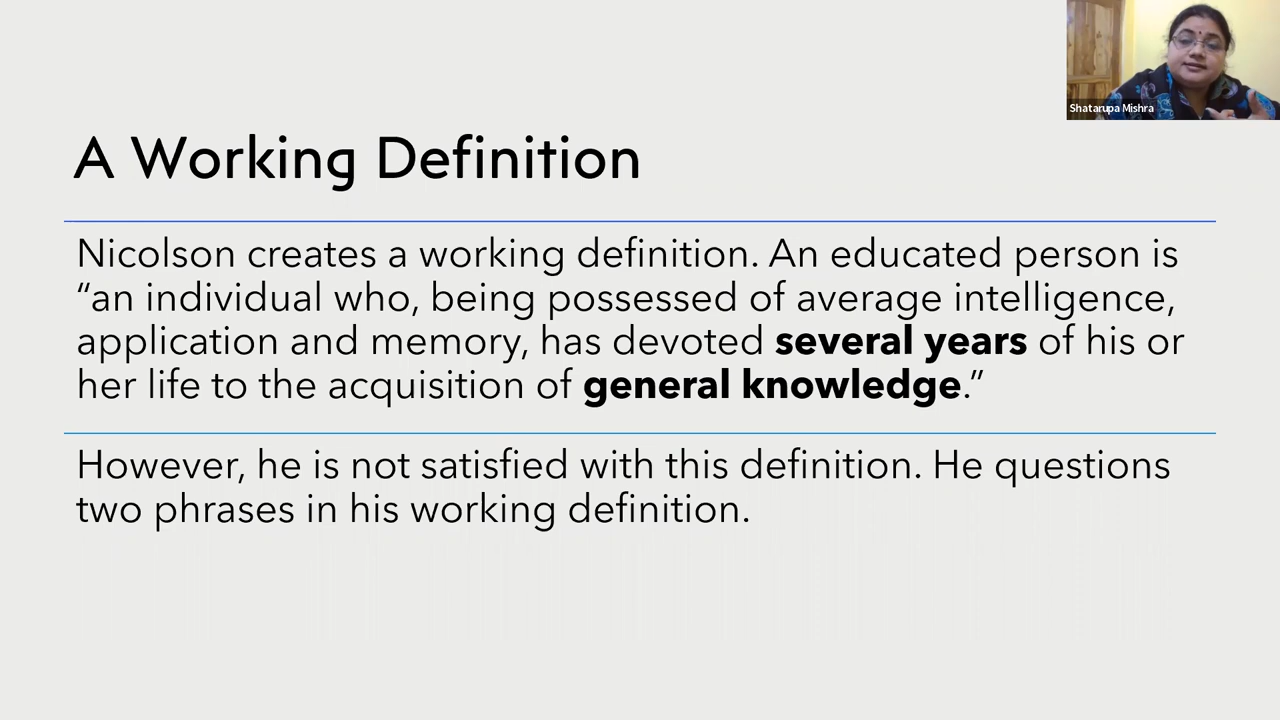 Shatarupa Mishra
A Working Definition
Nicolson creates a working definition. An educated person is
“an individual who, being possessed of average intelligence,
application and memory, has devoted several years of his or
her life to the acquisition of general knowledge.”
However, he is not satisfied with this definition. He questions
two phrases in his working definition.